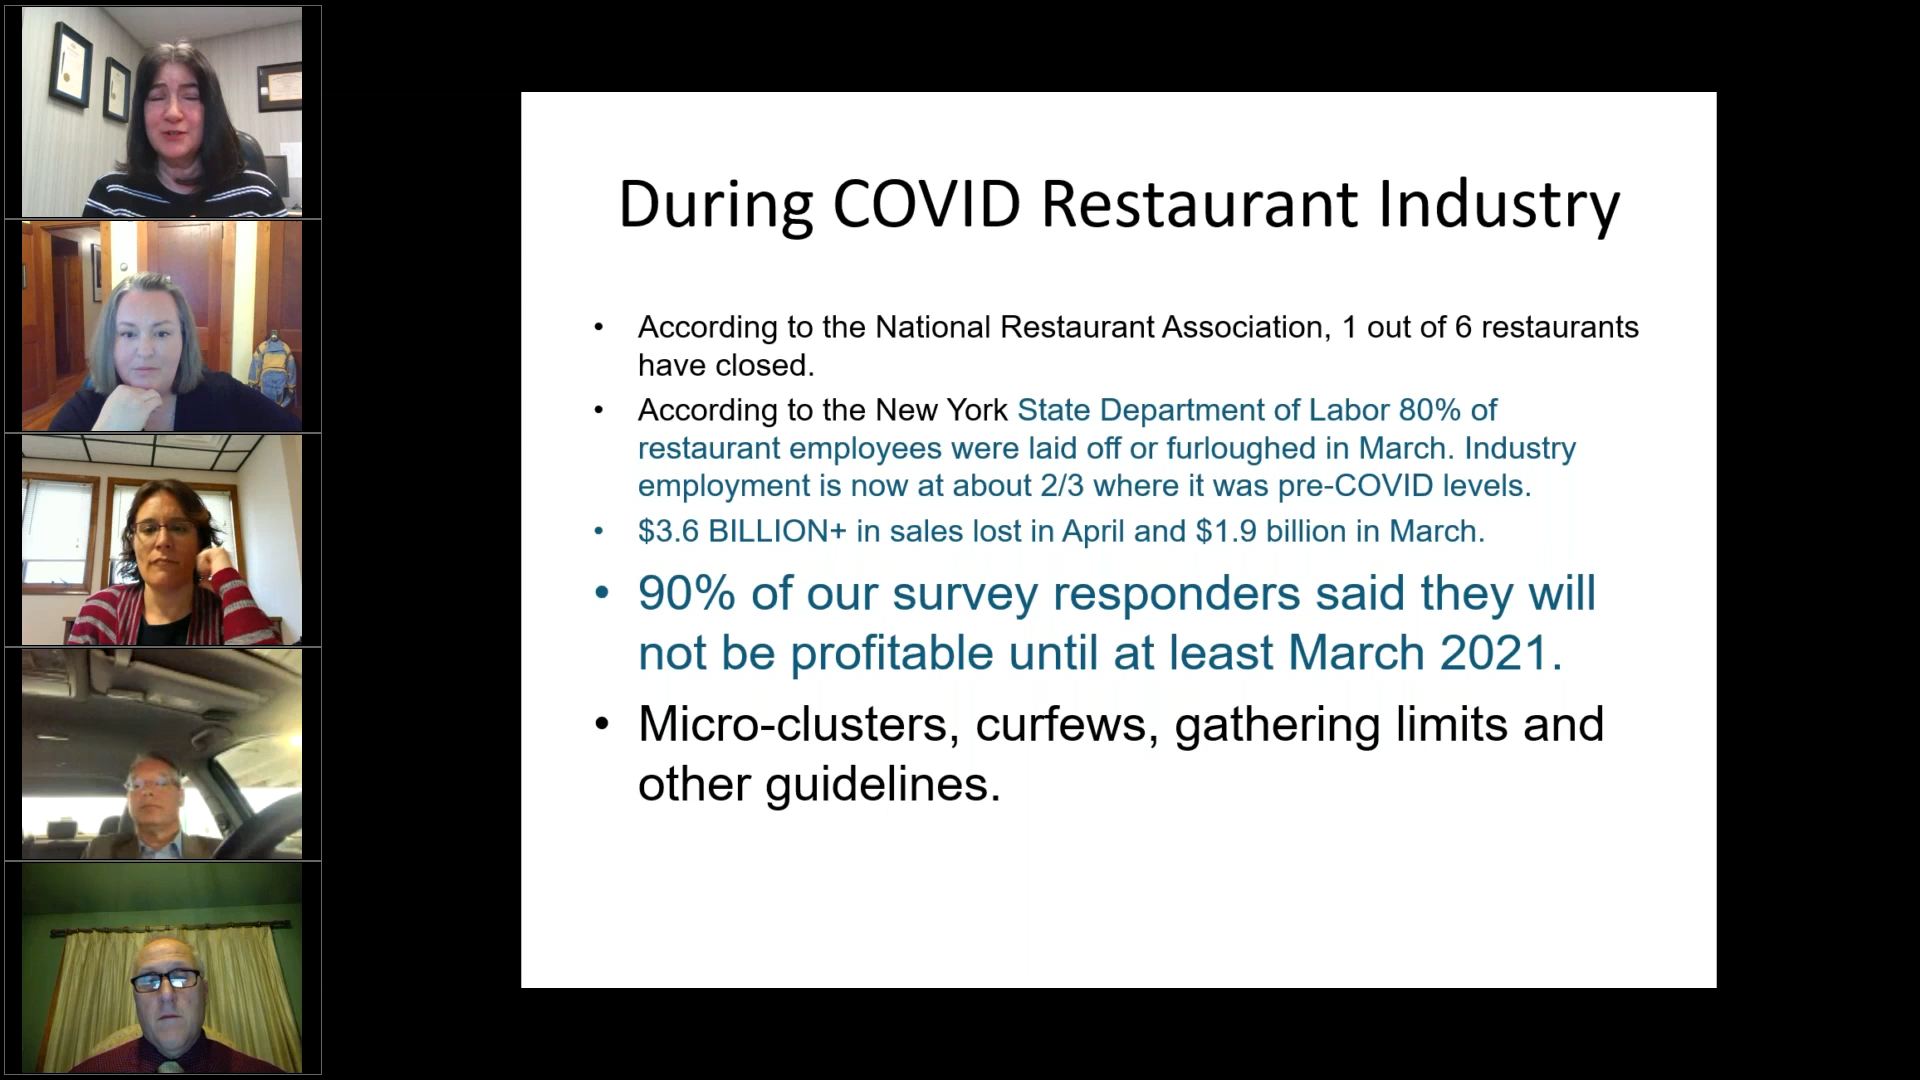 During COVID Restaurant Industry
• According to the National Restaurant Association, 1 out of 6 restaurants
have closed.
• According to the New York State Department of Labor 80% of
restaurant employees were laid off or furloughed in March. Industry
employment is now at about 2/3 where it was pre-COVID levels.
• $3.6 BILLION+ in sales lost in April and $1.9 billion in March.
• 90% of our survey responders said they will
not be profitable until at least March 2021.
• Micro-clusters, curfews, gathering limits and
other guidelines.